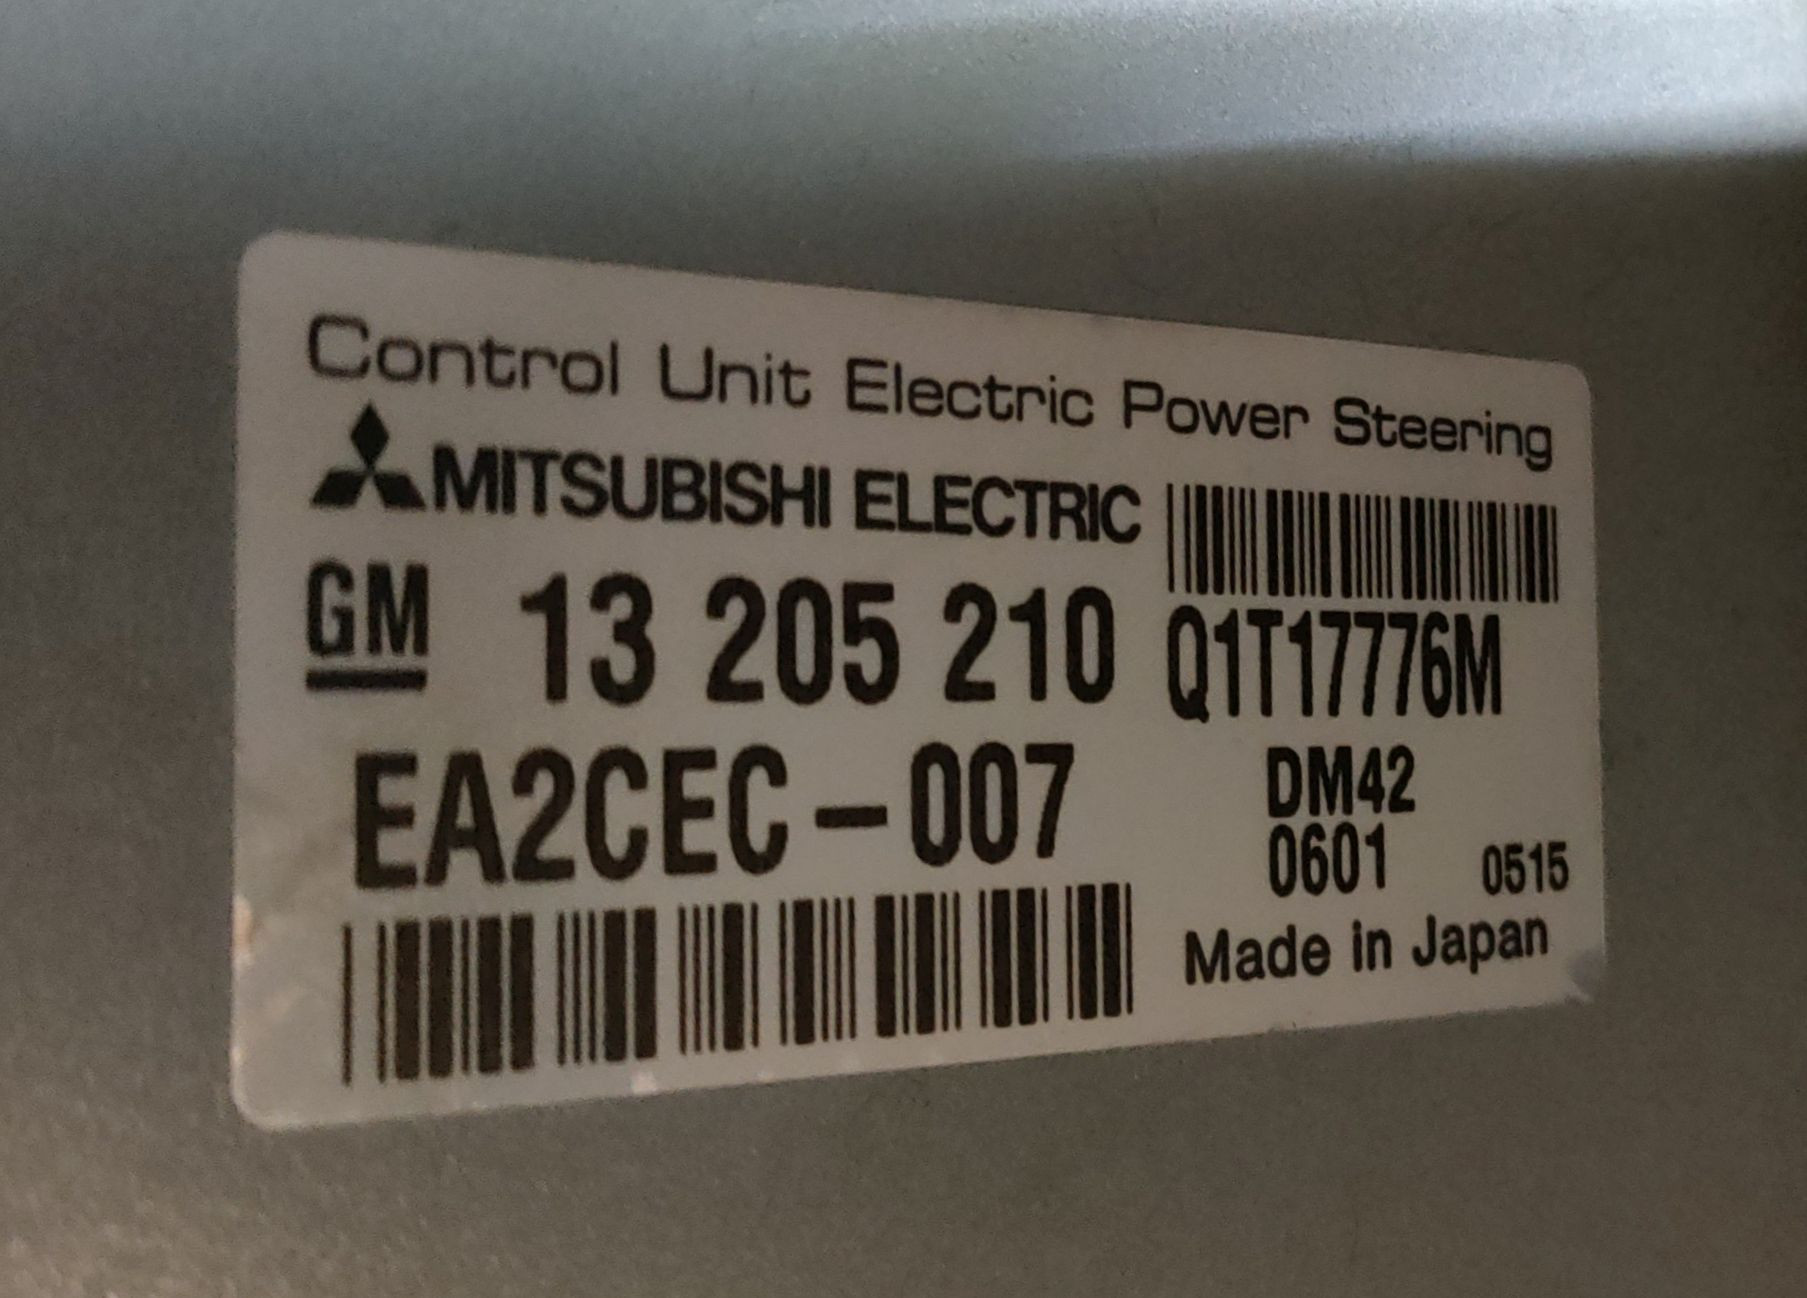 Control Unit Electric Power Steering
MITSUBISHI ELECTRIC
GM 13 205 210 Q1T17776M
EA2CEC-007 DM42
0601 0515
Made in Japan